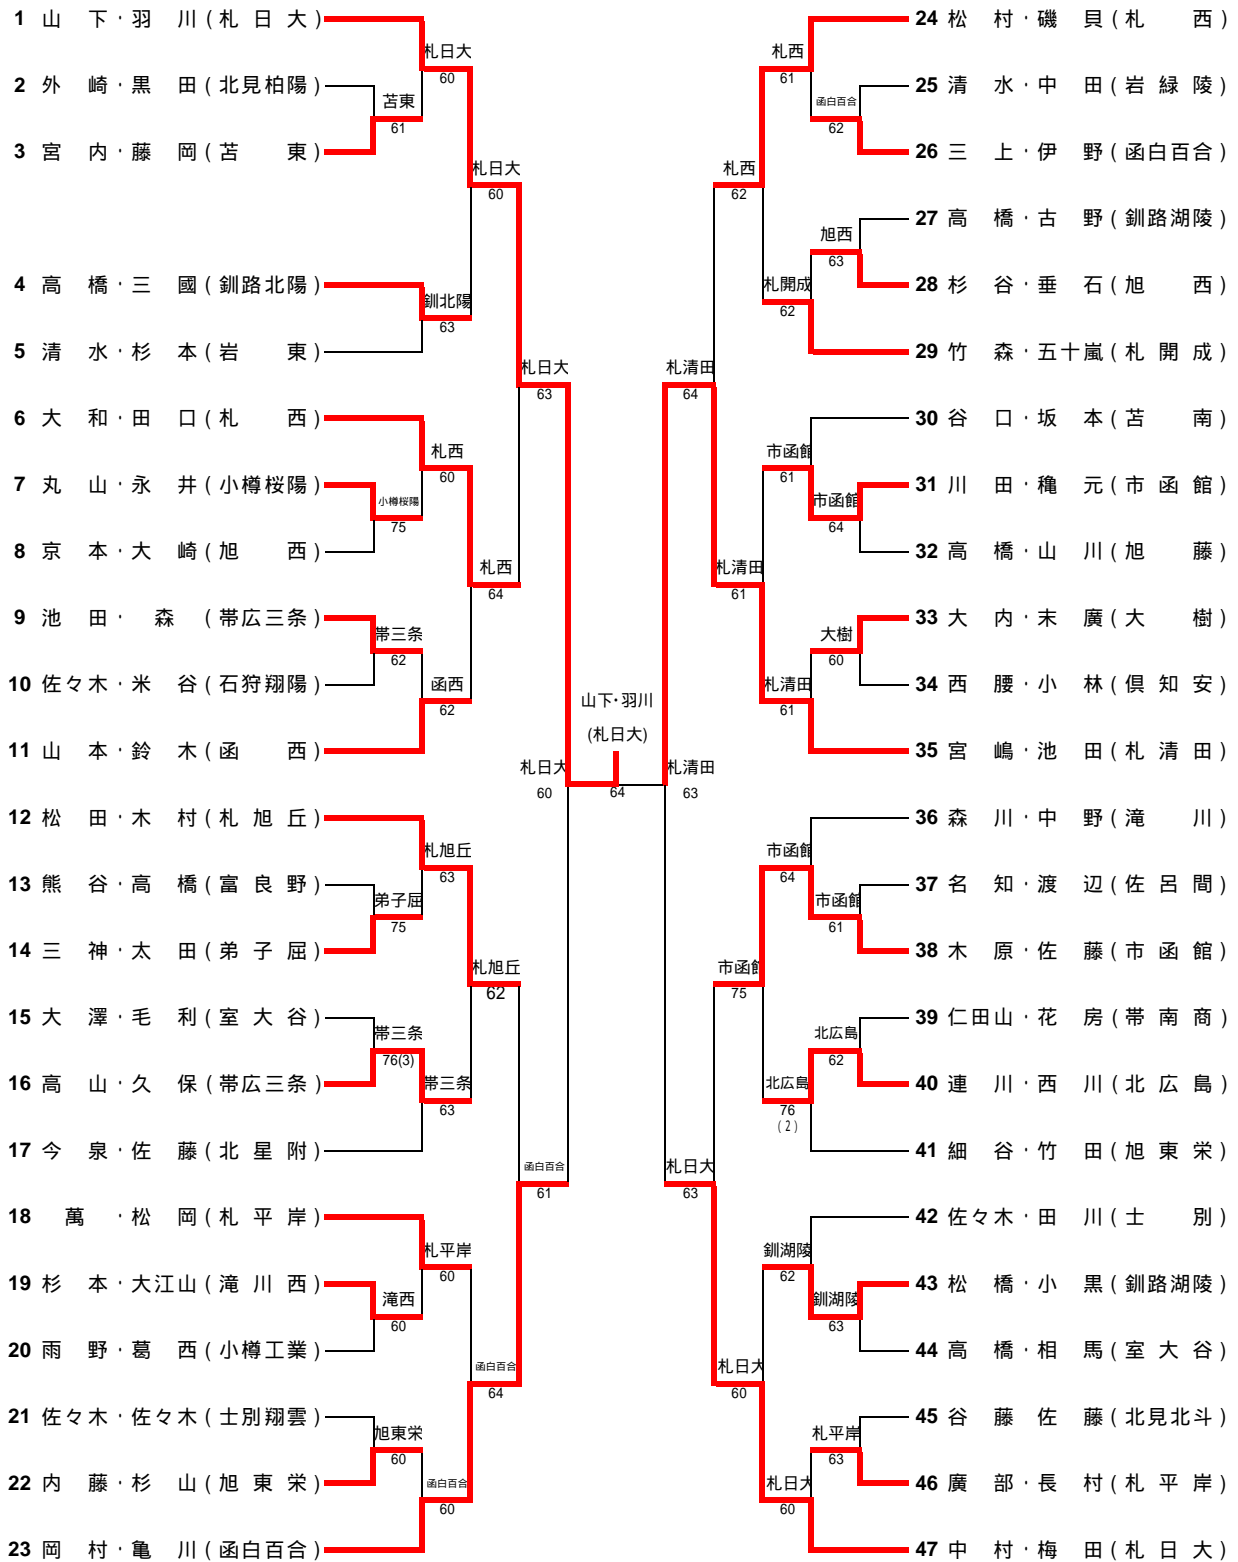 1 山 下・羽 川(札 日 大)
2 外 崎・黒 田(北見柏陽)
3 宮 内・藤 岡(苫 東)
4 高 橋・三 國(釧路北陽)
5 清 水・杉 本(岩 東)
6 大 和・田 口(札 西)
7 丸 山・永 井(小樽桜陽)
8 京 本・大 崎(旭 西)
9 池 田・ 森 (帯広三条)
10 佐々木・米 谷(石狩翔陽)
11 山 本・鈴 木(函 西)
12 松 田・木 村(札 旭 丘)
13 熊 谷・高 橋(富 良 野)
14 三 神・太 田(弟 子 屈)
15 大 澤・毛 利(室 大 谷)
16 高 山・久 保(帯広三条)
17 今 泉・佐 藤(北 星 附)
18 萬 ・松 岡(札 平 岸)
19 杉 本・大江山(滝 川 西)
20 雨 野・葛 西(小樽工業)
21 佐々木・佐々木(士別翔雲)
22 内 藤・杉 山(旭 東 栄)
23 岡 村・亀 川(函白百合)
札日大
60
苫東
61
札日大
60
釧北陽
63
札日大
63
札西
60
小樽桜陽
75
札西
64
帯三条
62
函西
62
札日大
60
札旭丘
63
弟子屈
75
札旭丘
62
帯三条
76(3)
帯三条
63
函白百合
61
札平岸
60
滝西
60
函白百合
64
旭東栄
60
函白百合
60
山下・羽川
(札日大)
64
札西
61
函白百合
62
札西
62
旭西
63
札開成
62
札清田
64
市函館
61
市函館
64
札清田
61
大樹
60
札清田
61
札清田
63
市函館
64
市函館
61
市函館
75
北広島
62
北広島
76
(2)
札日大
63
釧湖陵
62
釧湖陵
63
札日大
60
札平岸
63
札日大
60
24 松 村・磯 貝(札 西)
25 清 水・中 田(岩 緑 陵)
26 三 上・伊 野(函白百合)
27 高 橋・古 野(釧路湖陵)
28 杉 谷・垂 石(旭 西)
29 竹 森・五十嵐(札 開 成)
30 谷 口・坂 本(苫 南)
31 川 田・穐 元(市 函 館)
32 高 橋・山 川(旭 藤)
33 大 内・末 廣(大 樹)
34 西 腰・小 林(倶 知 安)
35 宮 嶋・池 田(札 清 田)
36 森 川・中 野(滝 川)
37 名 知・渡 辺(佐 呂 間)
38 木 原・佐 藤(市 函 館)
39 仁田山・花 房(帯 南 商)
40 連 川・西 川(北 広 島)
41 細 谷・竹 田(旭 東 栄)
42 佐々木・田 川(士 別)
43 松 橋・小 黒(釧路湖陵)
44 高 橋・相 馬(室 大 谷)
45 谷 藤 佐 藤(北見北斗)
46 廣 部・長 村(札 平 岸)
47 中 村・梅 田(札 日 大)